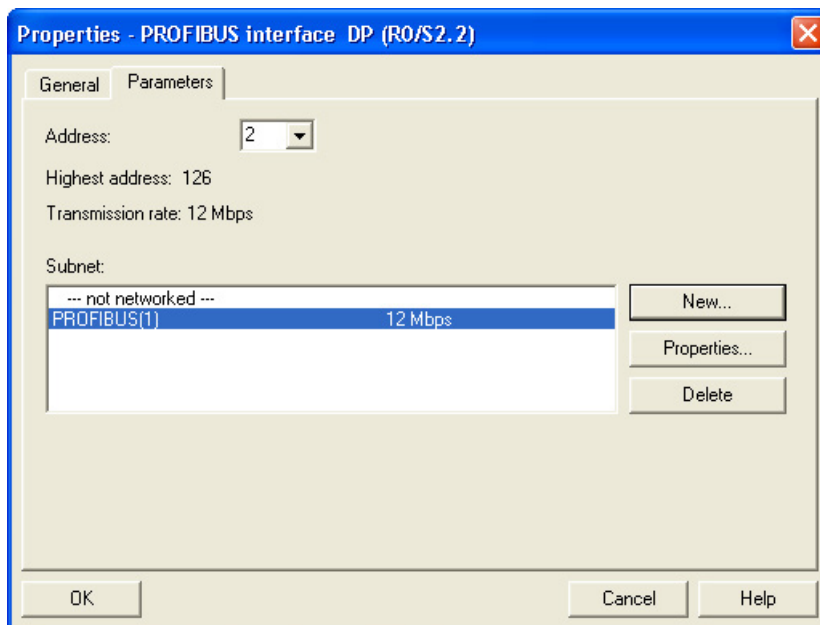 Properties - PROFIBUS interface DP (R0/S2.2)
General Parameters
Address: 2
Highest address: 126
Transmission rate: 12 Mbps
Subnet:
--- not networked ---
PROFIBUS(1) 12 Mbps
New...
Properties...
Delete
OK Cancel Help